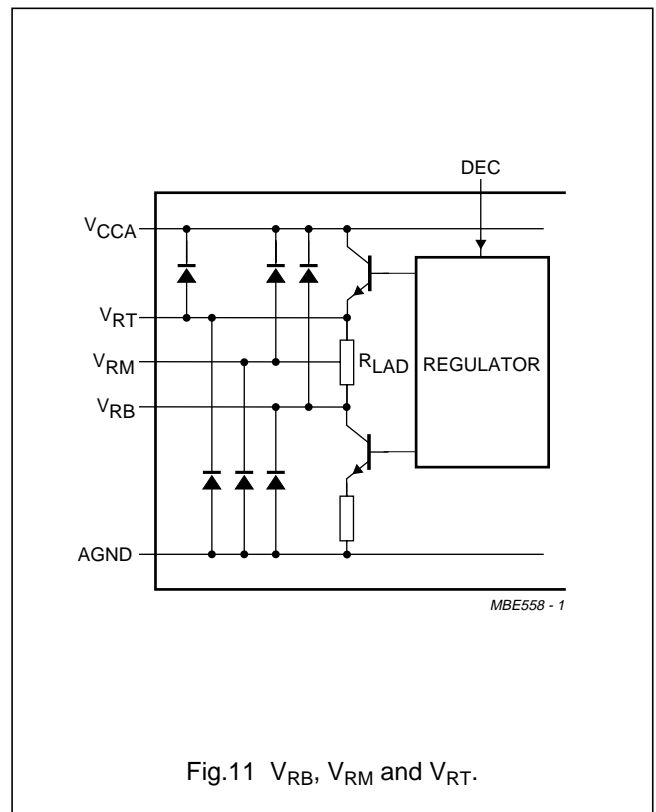 DEC
VCCA
VRT
VRM
RLAD
REGULATOR
VRB
AGND
MBE558 - 1
Fig.11 VRB, VRM and VRT.